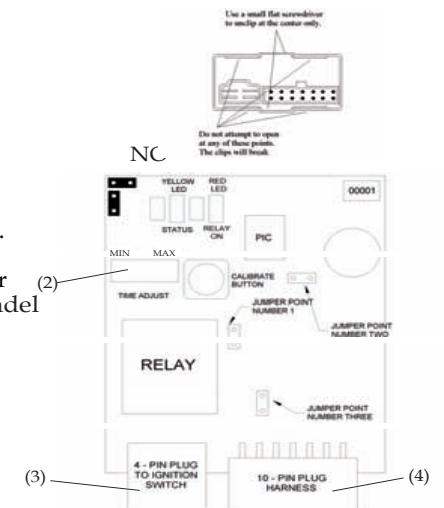 Use a small flat screwdriver
to unclip at the center only.
Do not attempt to open
at any of these points.
The clips will break.
NC
YELLOW
LED
RED
LED
00001
STATUS
RELAY
ON
PIC
.
MIN
MAX
r
(2)
ndel
TIME ADJUST
CALIBRATE
BUTTON
JUMPER POINT
NUMBER 1
JUMPER POINT
NUMBER TWO
RELAY
JUMPER POINT
NUMBER THREE
(3)
4 - PIN PLUG
TO IGNITION
SWITCH
10 - PIN PLUG
HARNESS
(4)